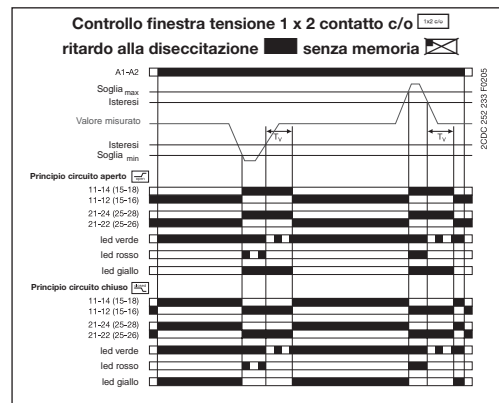 Controllo finestra tensione 1 x 2 contatto c/o 1x2 c/o
ritardo alla diseccitazione senza memoria
A1-A2
Soglia max
Isteresi
Valore misurato
Tv
Tv
Isteresi
Soglia min
2CDC 252 233 F0205
Principio circuito aperto
11-14 (15-18)
11-12 (15-16)
21-24 (25-28)
21-22 (25-26)
led verde
led rosso
led giallo
Principio circuito chiuso
11-14 (15-18)
11-12 (15-16)
21-24 (25-28)
21-22 (25-26)
led verde
led rosso
led giallo